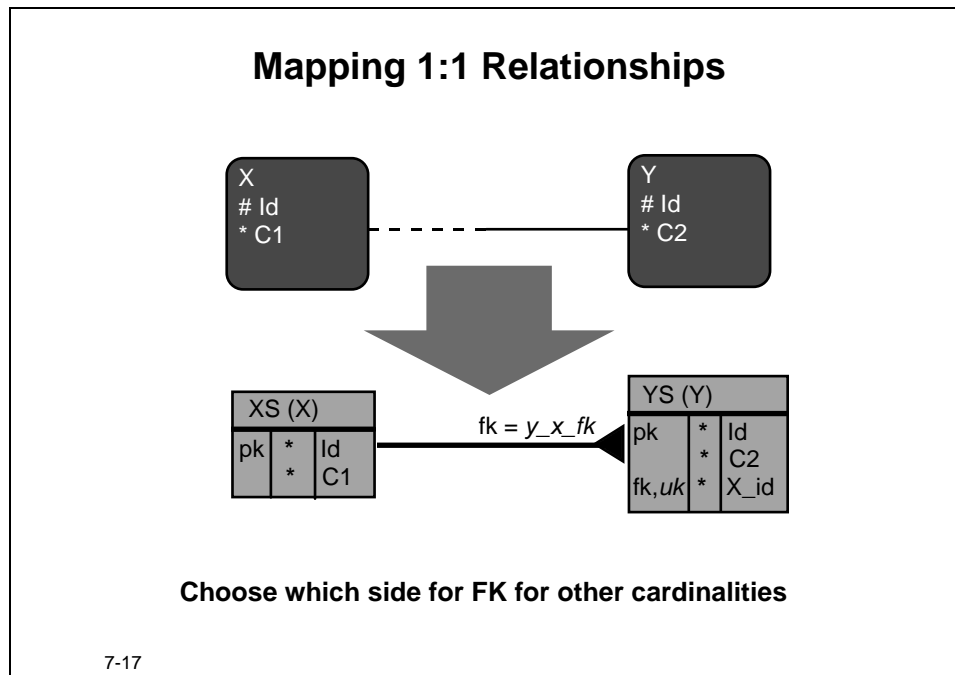 Mapping 1:1 Relationships
X
# Id
* C1
Y
# Id
* C2
XS (X)
pk * Id
* C1
fk = y_x_fk
YS (Y)
pk * Id
* C2
fk,uk * X_id
Choose which side for FK for other cardinalities
7-17